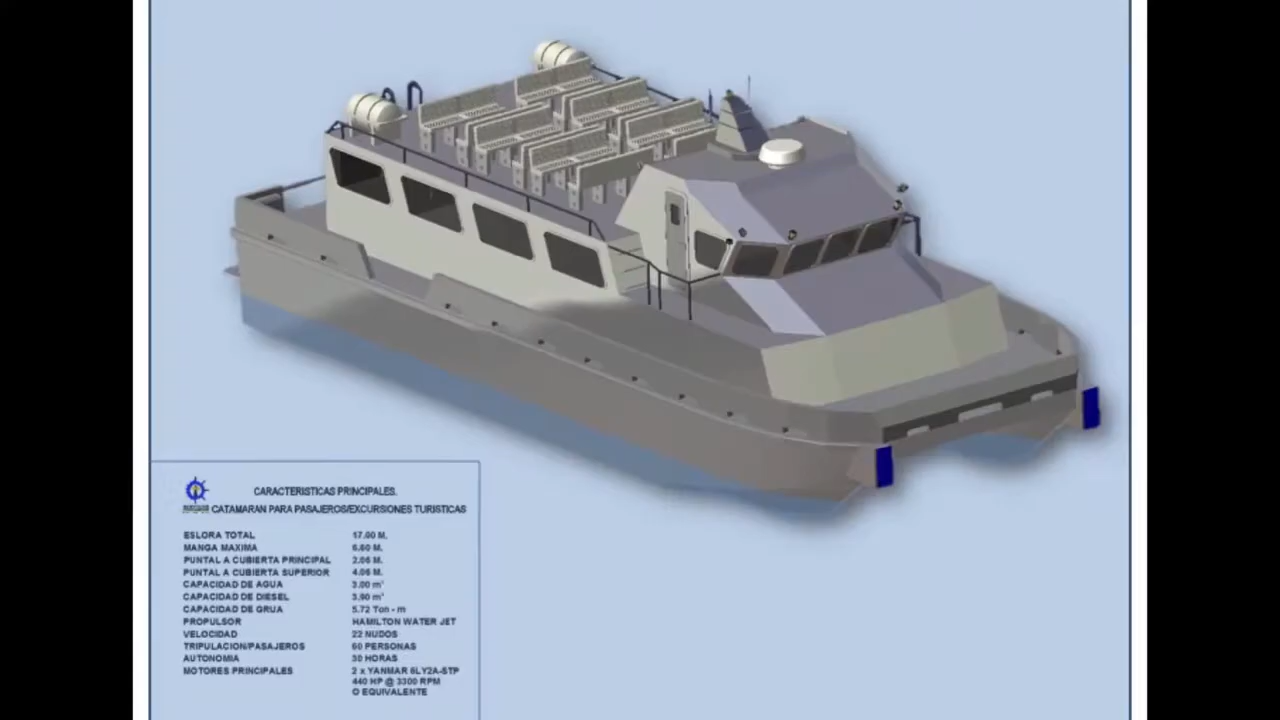 CARACTERISTICAS PRINCIPALES.
CATAMARAN PARA PASAJEROS/EXCURSIONES TURISTICAS
ESLORA TOTAL 17.00 M.
MANGA MAXIMA 6.60 M.
PUNTAL A CUBIERTA PRINCIPAL 2.06 M.
PUNTAL A CUBIERTA SUPERIOR 4.06 M.
CAPACIDAD DE AGUA 3.00 m³
CAPACIDAD DE DIESEL 3.90 m³
CAPACIDAD DE GRUA 5.72 Ton - m
PROPULSOR HAMILTON WATER JET
VELOCIDAD 22 NUDOS
TRIPULACION/PASAJEROS 60 PERSONAS
AUTONOMIA 30 HORAS
MOTORES PRINCIPALES 2 x YANMAR 6LY2A-STP
440 HP @ 3300 RPM
O EQUIVALENTE